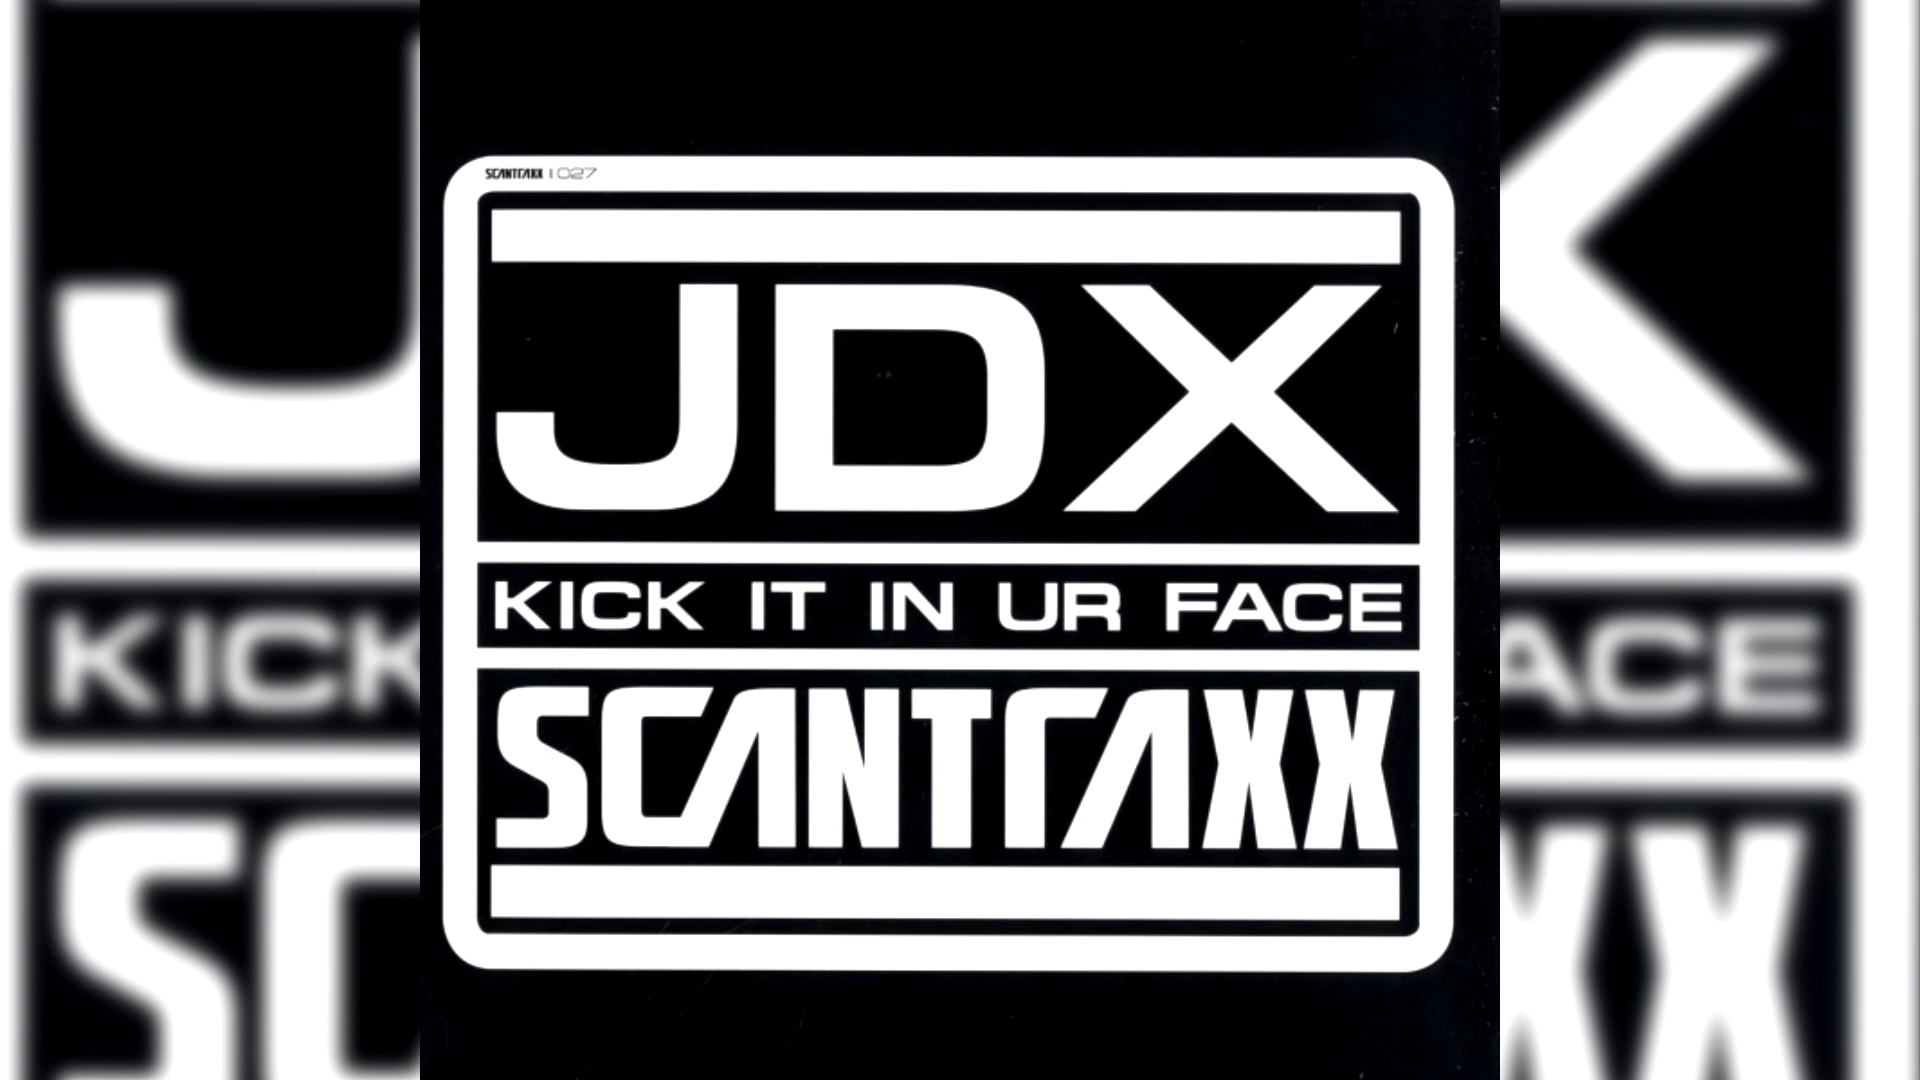 SCANTRAXX | 027
JDX
KICK IT IN UR FACE
SCANTRAXX